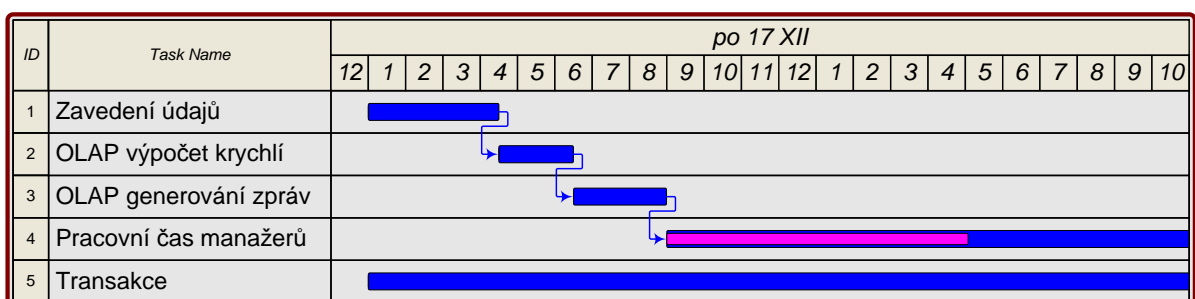 ID Task Name po 17 XII
12 1 2 3 4 5 6 7 8 9 10 11 12 1 2 3 4 5 6 7 8 9 10
1 Zavedení údajů
2 OLAP výpočet krychlí
3 OLAP generování zpráv
4 Pracovní čas manažerů
5 Transakce